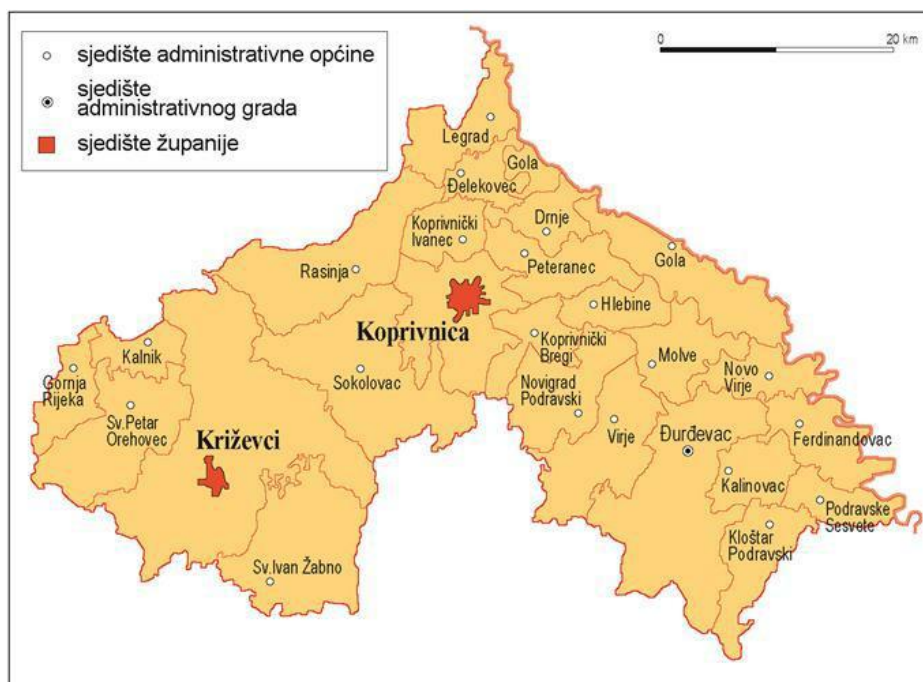 sjedište administrativne općine
sjedište
administrativnog grada
sjedište županije
0 20 km
Legrad
Gola
Đelekovec
Drnje
Koprivnički
Ivanec
Gola
Peteranec
Rasinja
Hlebine
Koprivnica
Koprivnički
Bregi
Kalnik
Molve
Sokolovac
Novo
Virje
Gornja
Rijeka
Novigrad
Podravski
Sv.Petar
Orehovec
Virje
Đurđevac
Ferdinandovac
Križevci
Kalinovac
Podravske
Sesvete
Kloštar
Podravski
Sv.Ivan Žabno